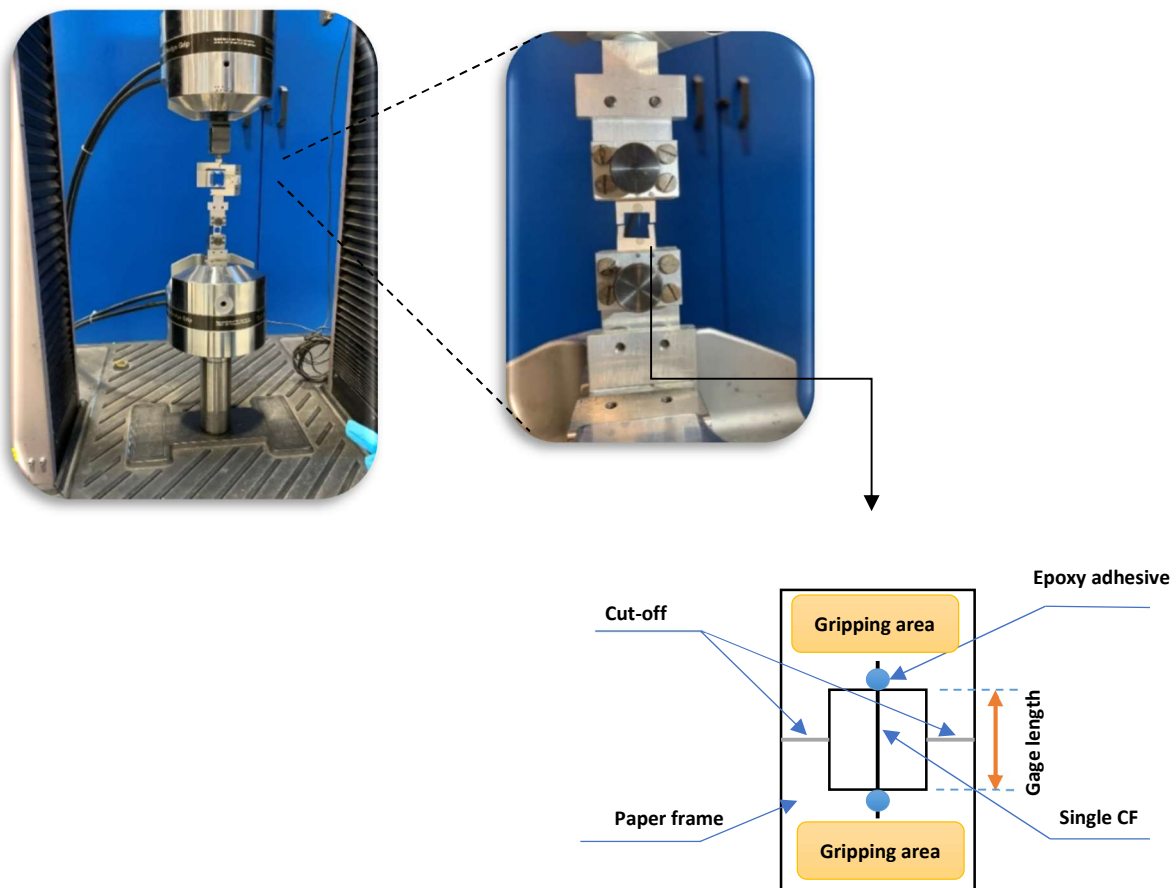 Epoxy adhesive
Cut-off
Gripping area
Gage length
Paper frame
Single CF
Gripping area